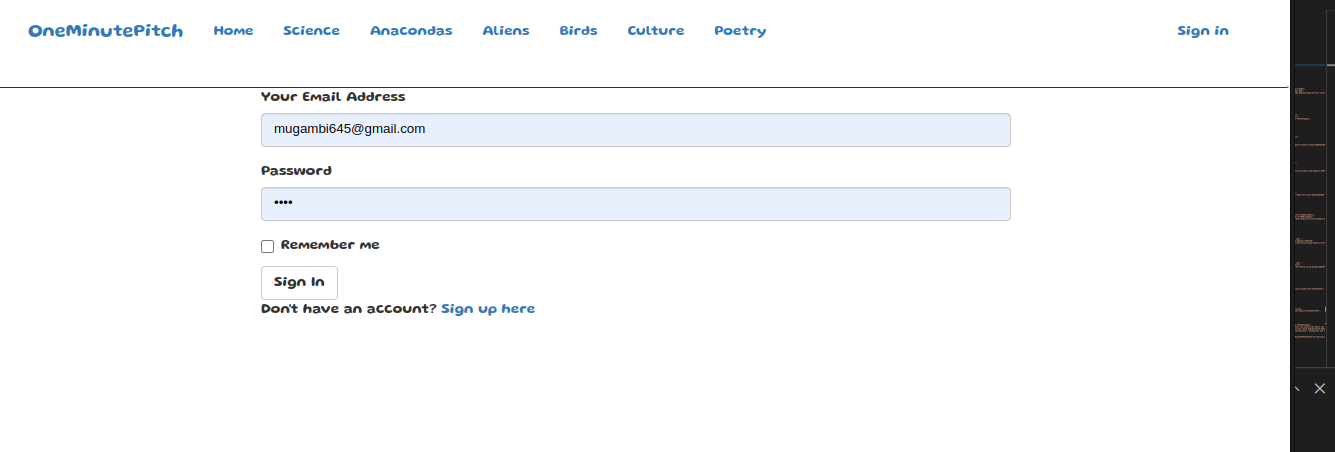 OneMinutePitch Home Science Anacondas Aliens Birds Culture Poetry Sign in
Your Email Address
mugambi645@gmail.com
Password
••••
Remember me
Sign In
Don't have an account? Sign up here